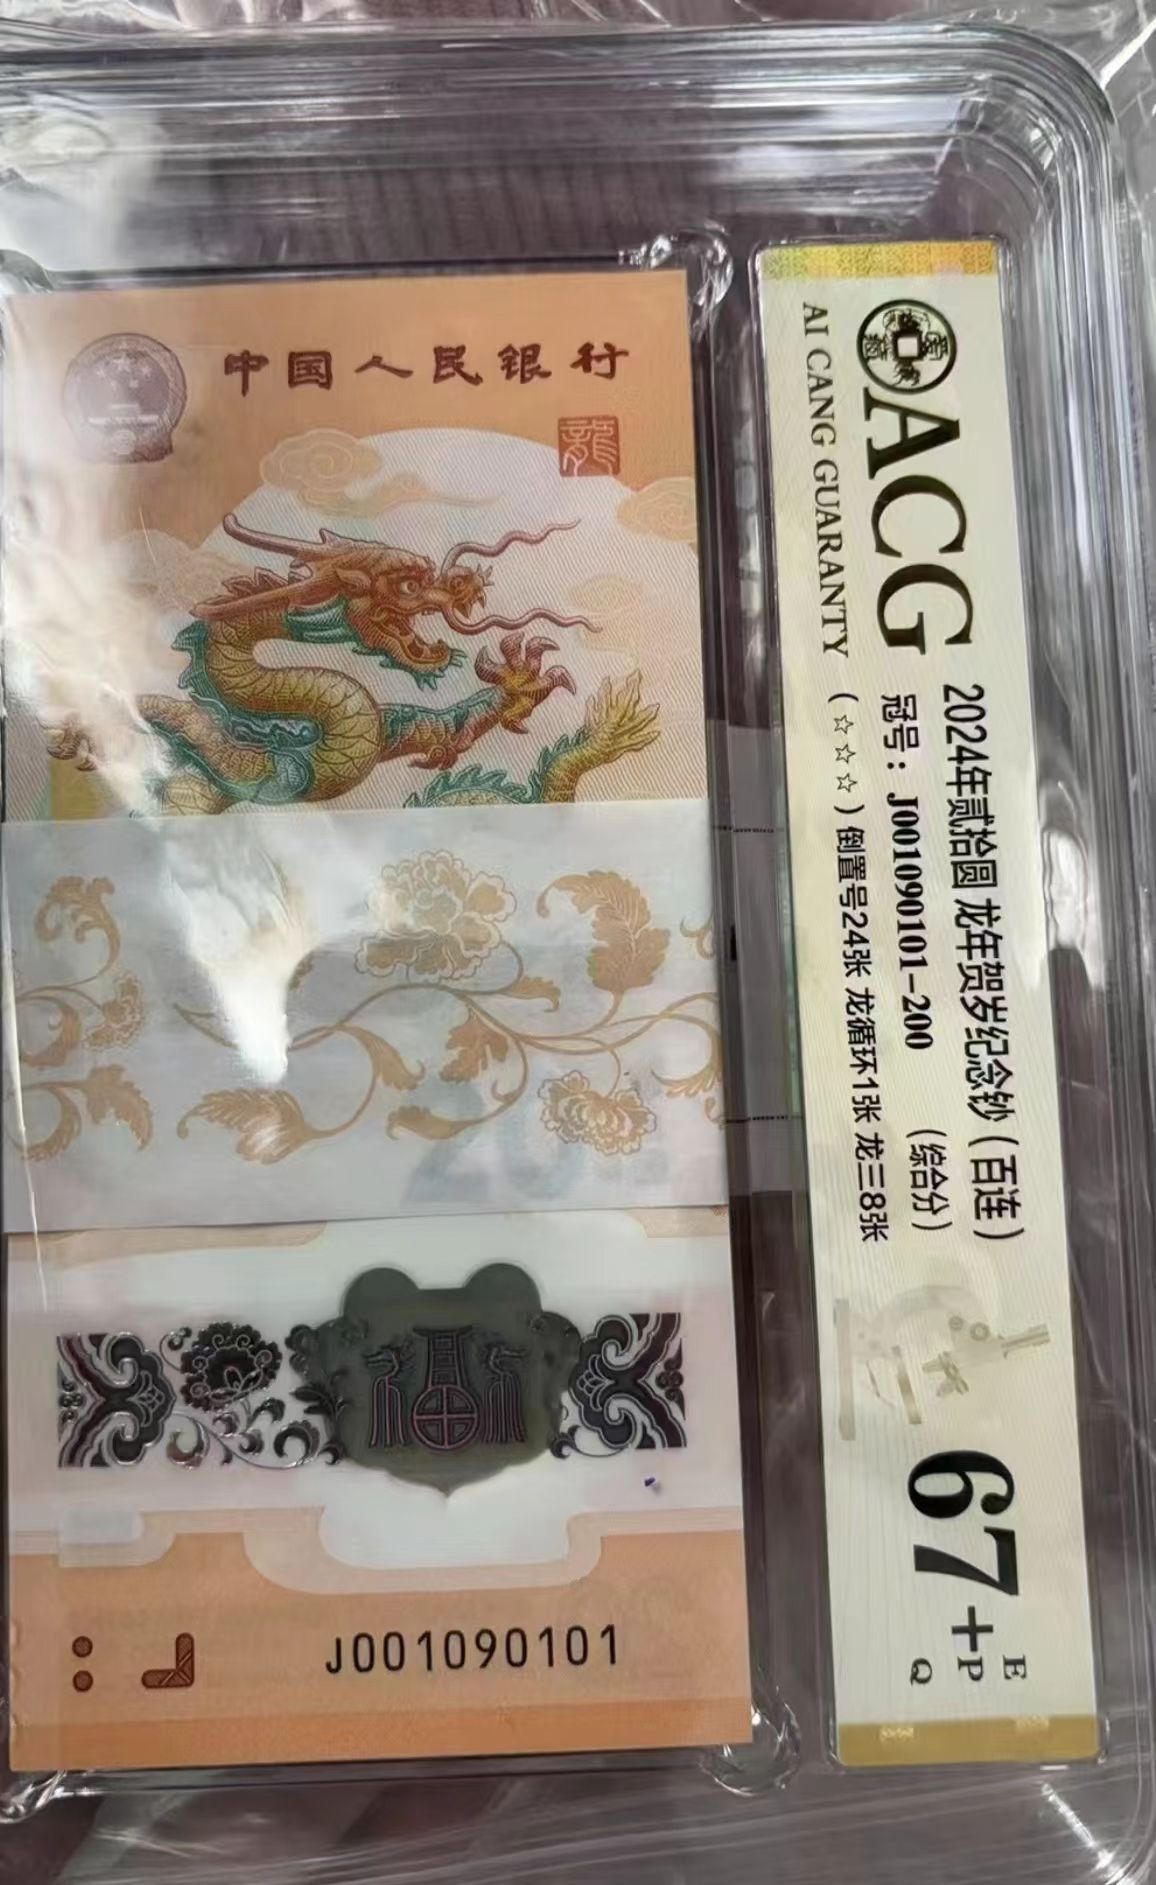 中国人民银行
龍
J001090101
ACG
AI CANG GUARANTY
2024年贰拾圆 龙年贺岁纪念钞（百连）
冠号：J001090101-200 （综合分）
（☆☆☆）倒置号24张 龙循环1张 龙三8张
67+
E
P
Q